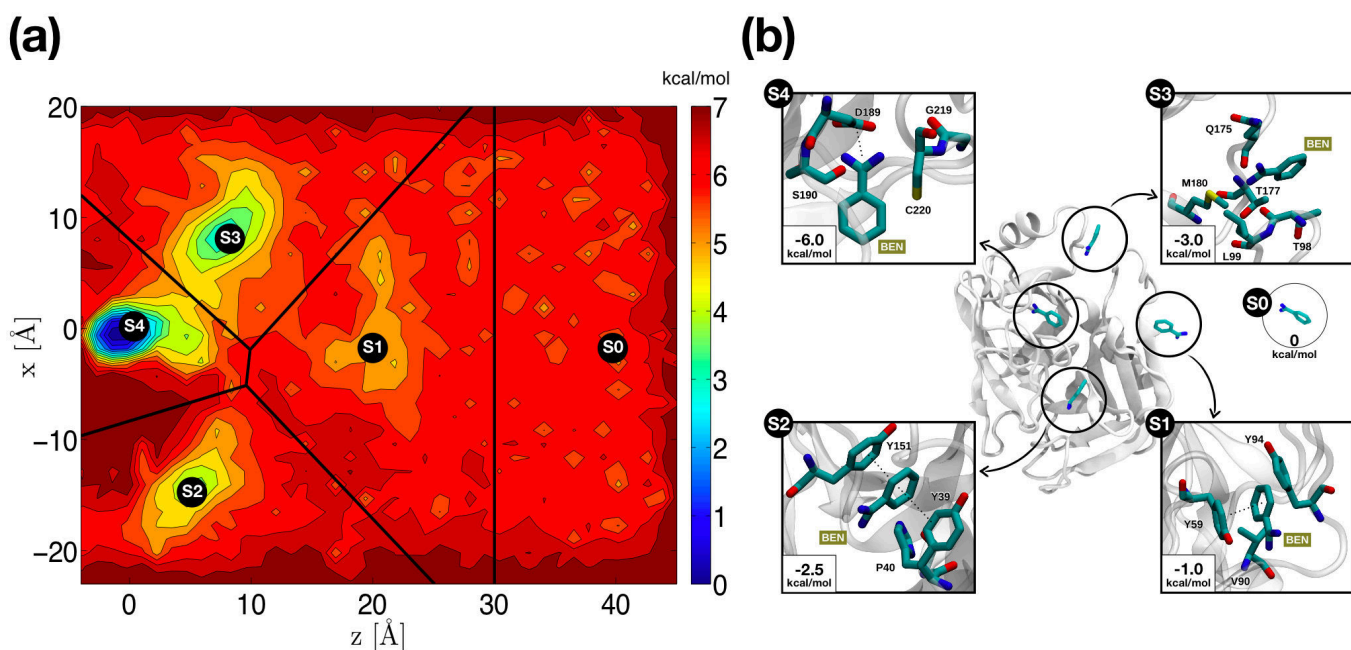 (a)
kcal/mol
20
10
0
−10
−20
x [Å]
0
10
20
30
40
z [Å]
S3
S4
S1
S0
S2
7
6
5
4
3
2
1
0
(b)
S4
D189
G219
S190
C220
BEN
-6.0
kcal/mol
S3
Q175
BEN
M180
T177
T98
L99
-3.0
kcal/mol
S0
0
kcal/mol
S2
Y151
Y39
BEN
P40
-2.5
kcal/mol
S1
Y94
Y59
BEN
V90
-1.0
kcal/mol